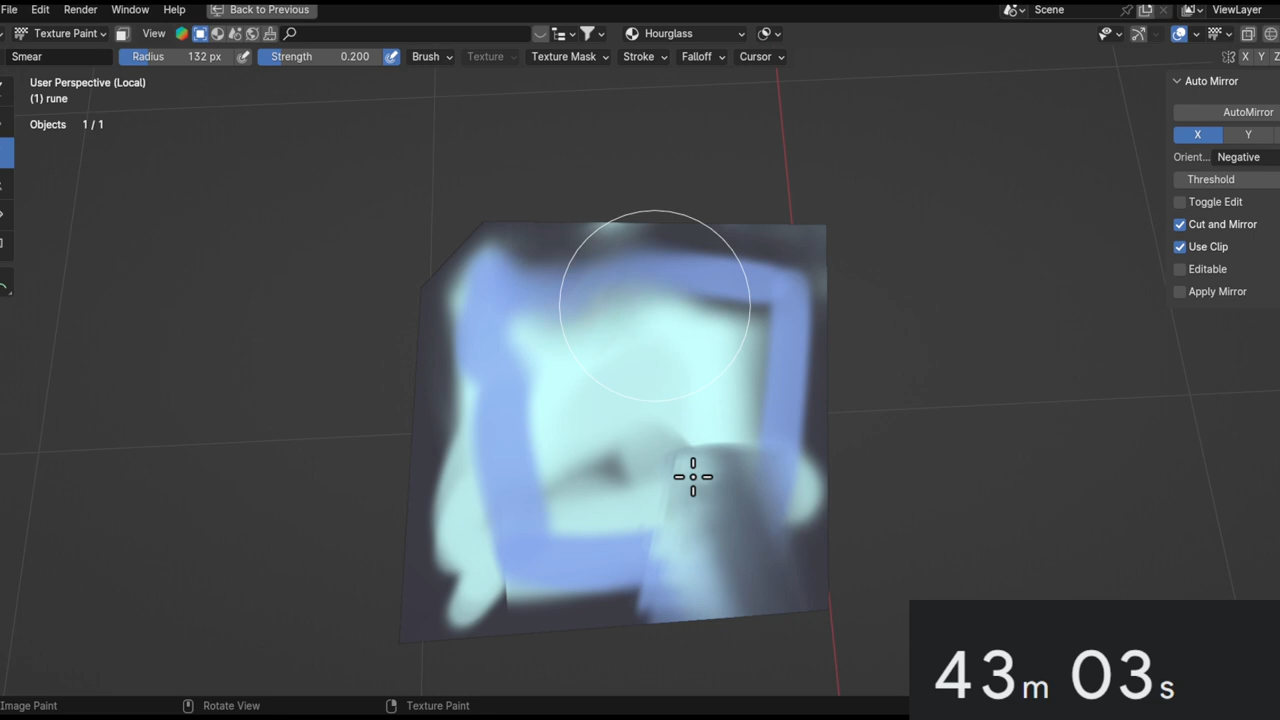 File Edit Render Window Help Back to Previous Scene ViewLayer
Texture Paint View Hourglass
Smear Radius 132 px Strength 0.200 Brush Texture Texture Mask Stroke Falloff Cursor X Y Z
User Perspective (Local)
(1) rune
Objects 1 / 1
Auto Mirror
AutoMirror
X Y
Orient... Negative
Threshold
Toggle Edit
Cut and Mirror
Use Clip
Editable
Apply Mirror
43m 03s
Image Paint Rotate View Texture Paint